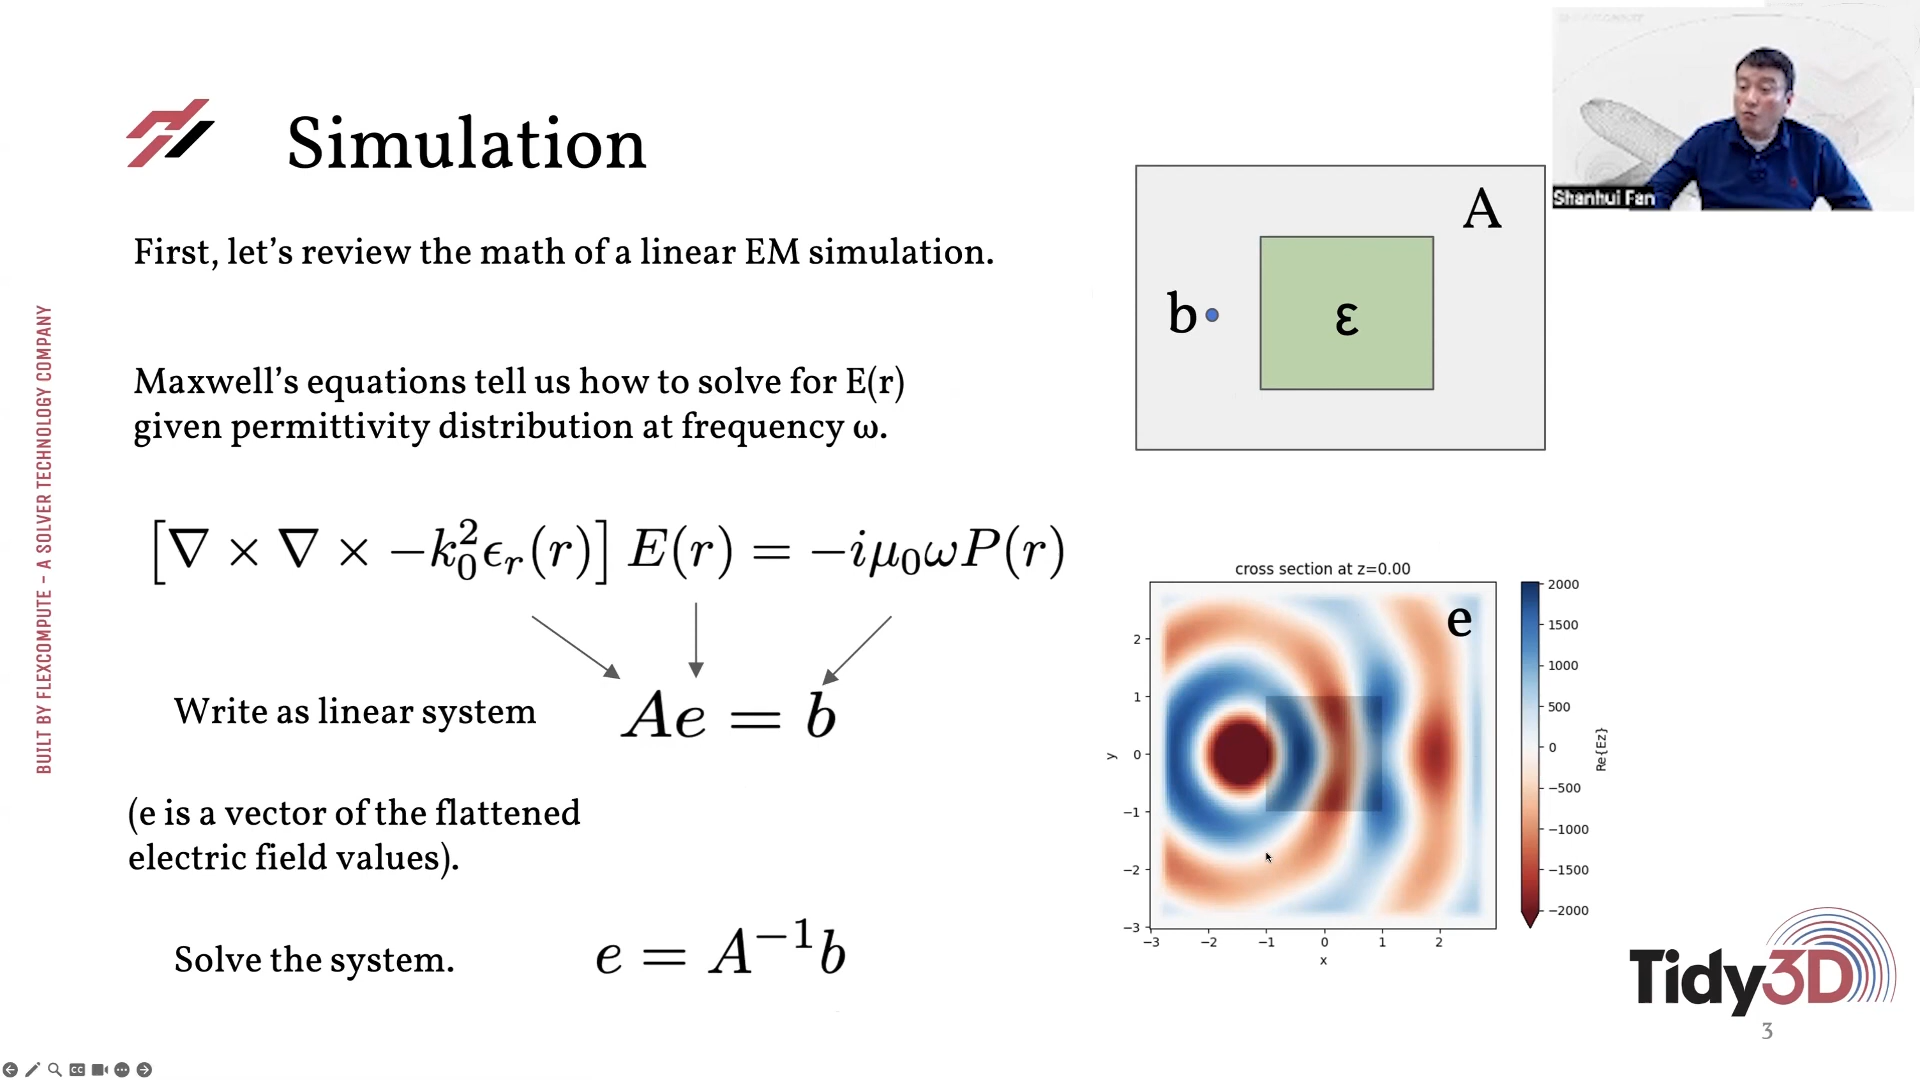 Simulation
First, let's review the math of a linear EM simulation.
Maxwell's equations tell us how to solve for E(r)
given permittivity distribution at frequency ω.
[∇ × ∇ × −k₀²ϵᵣ(r)] E(r) = −iμ₀ωP(r)
Write as linear system
Ae = b
(e is a vector of the flattened
electric field values).
Solve the system.
e = A⁻¹b
BUILT BY FLEXCOMPUTE - A SOLVER TECHNOLOGY COMPANY
A
b
ε
Shanhui Fan
cross section at z=0.00
e
2
1
0
−1
−2
−3
y
−3 −2 −1 0 1 2
x
2000
1500
1000
500
0
−500
−1000
−1500
−2000
Re{Ez}
Tidy3D
3
CC